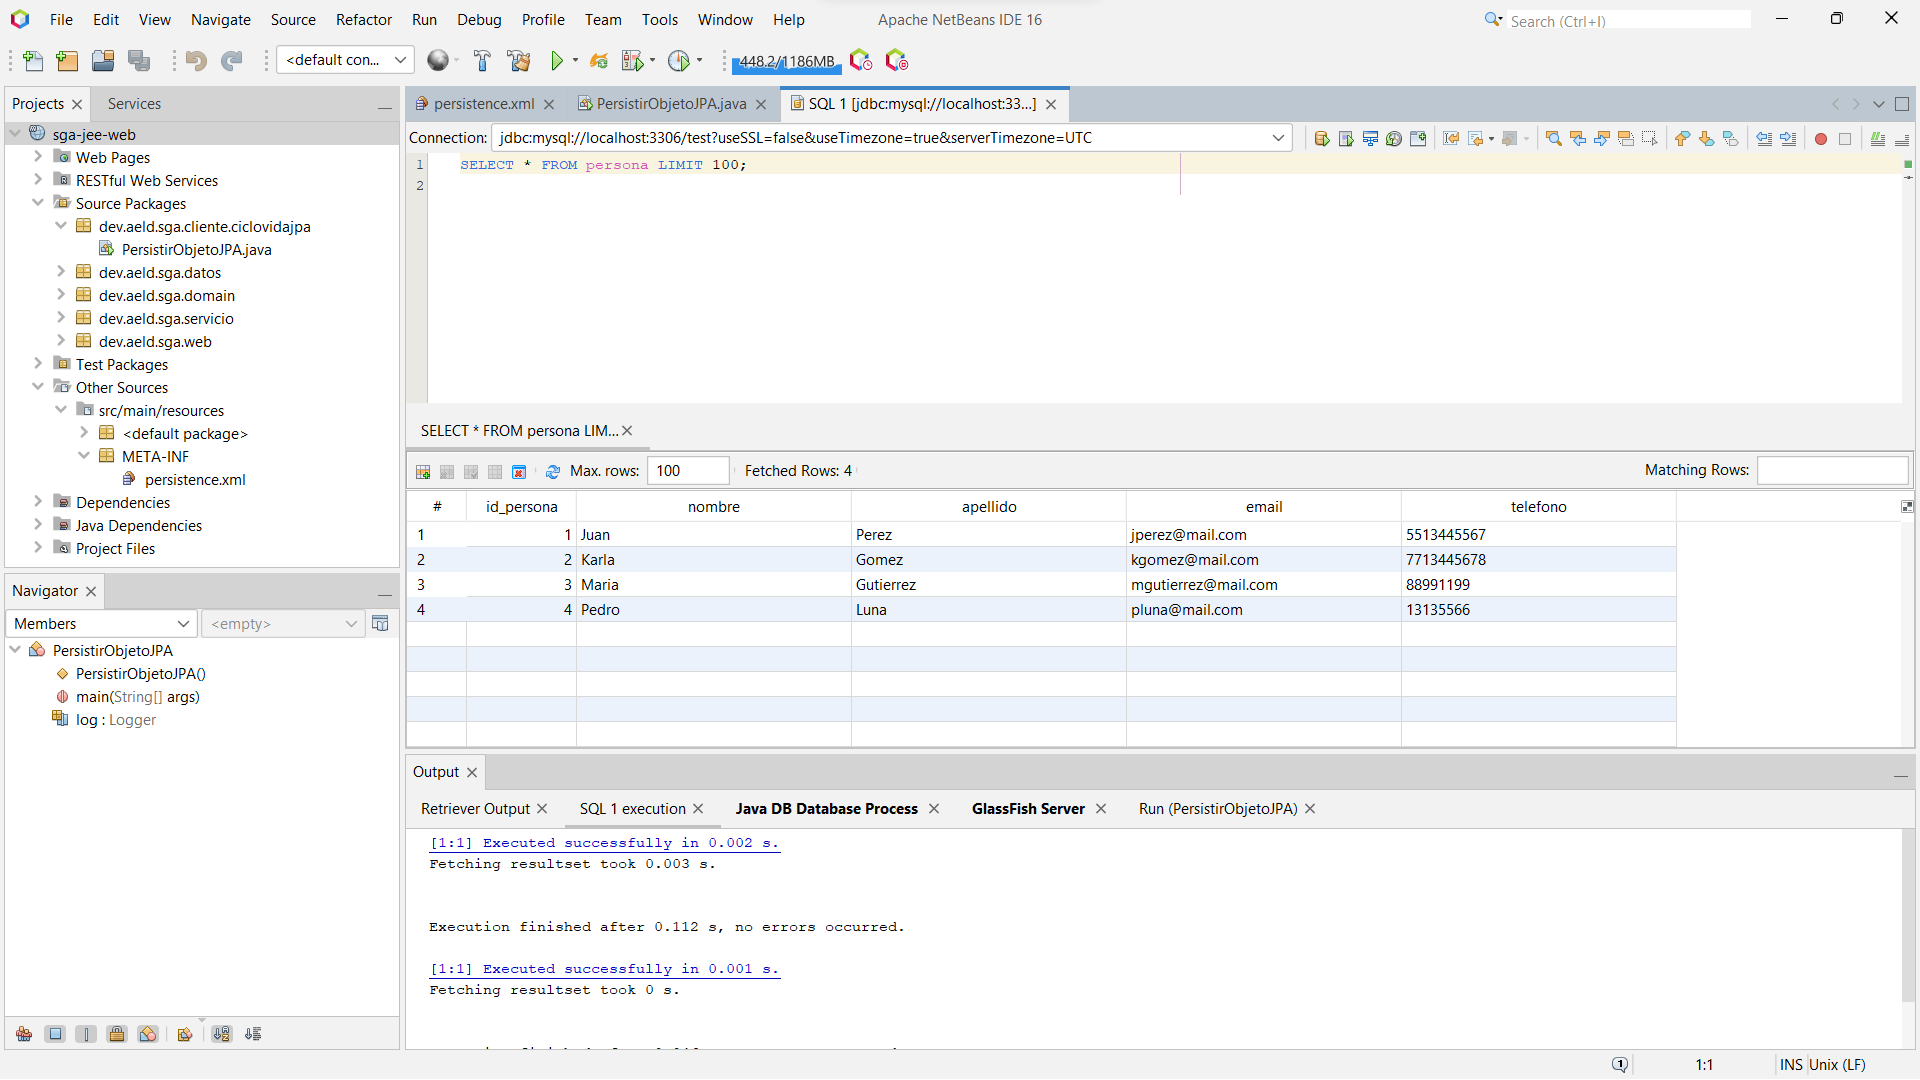 File Edit View Navigate Source Refactor Run Debug Profile Team Tools Window Help Apache NetBeans IDE 16 Search (Ctrl+I)
<default con... 448.2/1186MB
Projects Services
sga-jee-web
Web Pages
RESTful Web Services
Source Packages
dev.aeld.sga.cliente.ciclovidajpa
PersistirObjetoJPA.java
dev.aeld.sga.datos
dev.aeld.sga.domain
dev.aeld.sga.servicio
dev.aeld.sga.web
Test Packages
Other Sources
src/main/resources
<default package>
META-INF
persistence.xml
Dependencies
Java Dependencies
Project Files
Navigator
Members <empty>
PersistirObjetoJPA
PersistirObjetoJPA()
main(String[] args)
log : Logger
persistence.xml PersistirObjetoJPA.java SQL 1 [jdbc:mysql://localhost:33...]
Connection: jdbc:mysql://localhost:3306/test?useSSL=false&useTimezone=true&serverTimezone=UTC
1 SELECT * FROM persona LIMIT 100;
2
SELECT * FROM persona LIM...
Max. rows: 100 Fetched Rows: 4 Matching Rows:
# id_persona nombre apellido email telefono
1 1 Juan Perez jperez@mail.com 5513445567
2 2 Karla Gomez kgomez@mail.com 7713445678
3 3 Maria Gutierrez mgutierrez@mail.com 88991199
4 4 Pedro Luna pluna@mail.com 13135566
Output
Retriever Output SQL 1 execution Java DB Database Process GlassFish Server Run (PersistirObjetoJPA)
[1:1] Executed successfully in 0.002 s.
Fetching resultset took 0.003 s.
Execution finished after 0.112 s, no errors occurred.
[1:1] Executed successfully in 0.001 s.
Fetching resultset took 0 s.
1 1:1 INS Unix (LF)